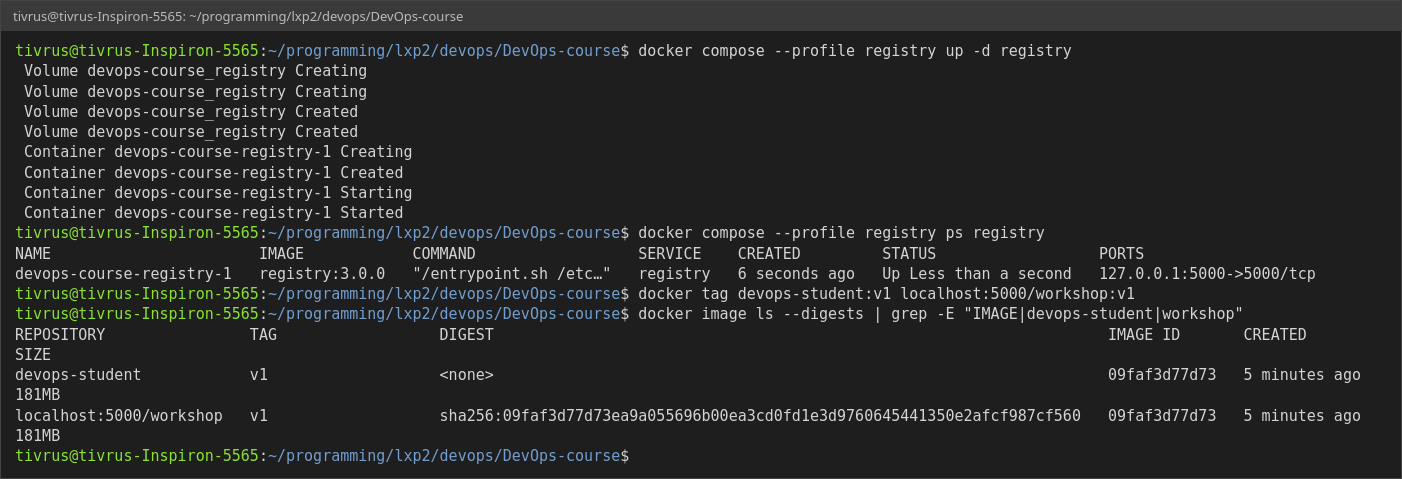 tivrus@tivrus-Inspiron-5565: ~/programming/lxp2/devops/DevOps-course
tivrus@tivrus-Inspiron-5565:~/programming/lxp2/devops/DevOps-course$ docker compose --profile registry up -d registry
 Volume devops-course_registry Creating
 Volume devops-course_registry Creating
 Volume devops-course_registry Created
 Volume devops-course_registry Created
 Container devops-course-registry-1 Creating
 Container devops-course-registry-1 Created
 Container devops-course-registry-1 Starting
 Container devops-course-registry-1 Started
tivrus@tivrus-Inspiron-5565:~/programming/lxp2/devops/DevOps-course$ docker compose --profile registry ps registry
NAME                       IMAGE            COMMAND                  SERVICE    CREATED         STATUS                  PORTS
devops-course-registry-1   registry:3.0.0   "/entrypoint.sh /etc…"   registry   6 seconds ago   Up Less than a second   127.0.0.1:5000->5000/tcp
tivrus@tivrus-Inspiron-5565:~/programming/lxp2/devops/DevOps-course$ docker tag devops-student:v1 localhost:5000/workshop:v1
tivrus@tivrus-Inspiron-5565:~/programming/lxp2/devops/DevOps-course$ docker image ls --digests | grep -E "IMAGE|devops-student|workshop"
REPOSITORY                TAG                  DIGEST                                                                    IMAGE ID       CREATED
SIZE
devops-student            v1                   <none>                                                                    09faf3d77d73   5 minutes ago
181MB
localhost:5000/workshop   v1                   sha256:09faf3d77d73ea9a055696b00ea3cd0fd1e3d9760645441350e2afcf987cf560   09faf3d77d73   5 minutes ago
181MB
tivrus@tivrus-Inspiron-5565:~/programming/lxp2/devops/DevOps-course$